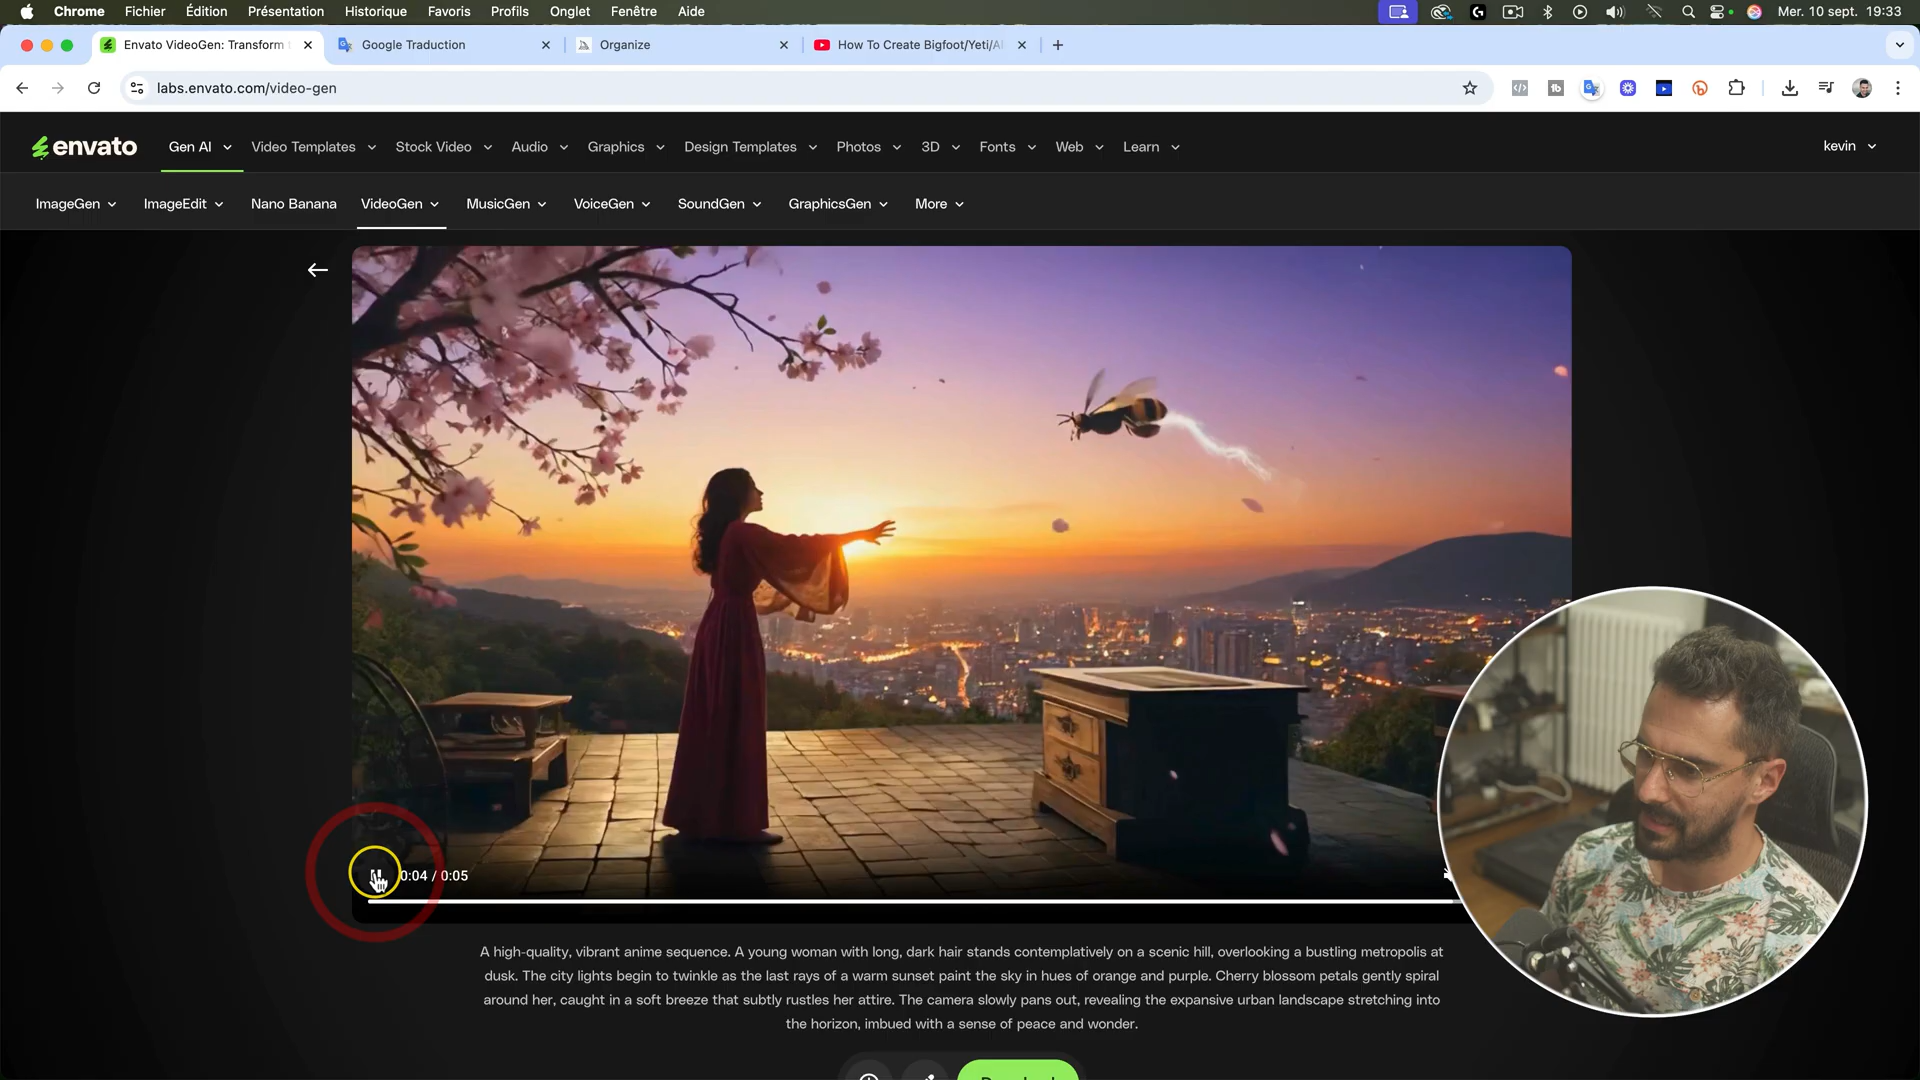 Chrome Fichier Édition Présentation Historique Favoris Profils Onglet Fenêtre Aide Mer. 10 sept. 19:33
Envato VideoGen: Transform Google Traduction Organize How To Create Bigfoot/Yeti/
labs.envato.com/video-gen
envato Gen AI Video Templates Stock Video Audio Graphics Design Templates Photos 3D Fonts Web Learn kevin
ImageGen ImageEdit Nano Banana VideoGen MusicGen VoiceGen SoundGen GraphicsGen More
0:04 / 0:05
A high-quality, vibrant anime sequence. A young woman with long, dark hair stands contemplatively on a scenic hill, overlooking a bustling metropolis at
dusk. The city lights begin to twinkle as the last rays of a warm sunset paint the sky in hues of orange and purple. Cherry blossom petals gently spiral
around her, caught in a soft breeze that subtly rustles her attire. The camera slowly pans out, revealing the expansive urban landscape stretching into
the horizon, imbued with a sense of peace and wonder.